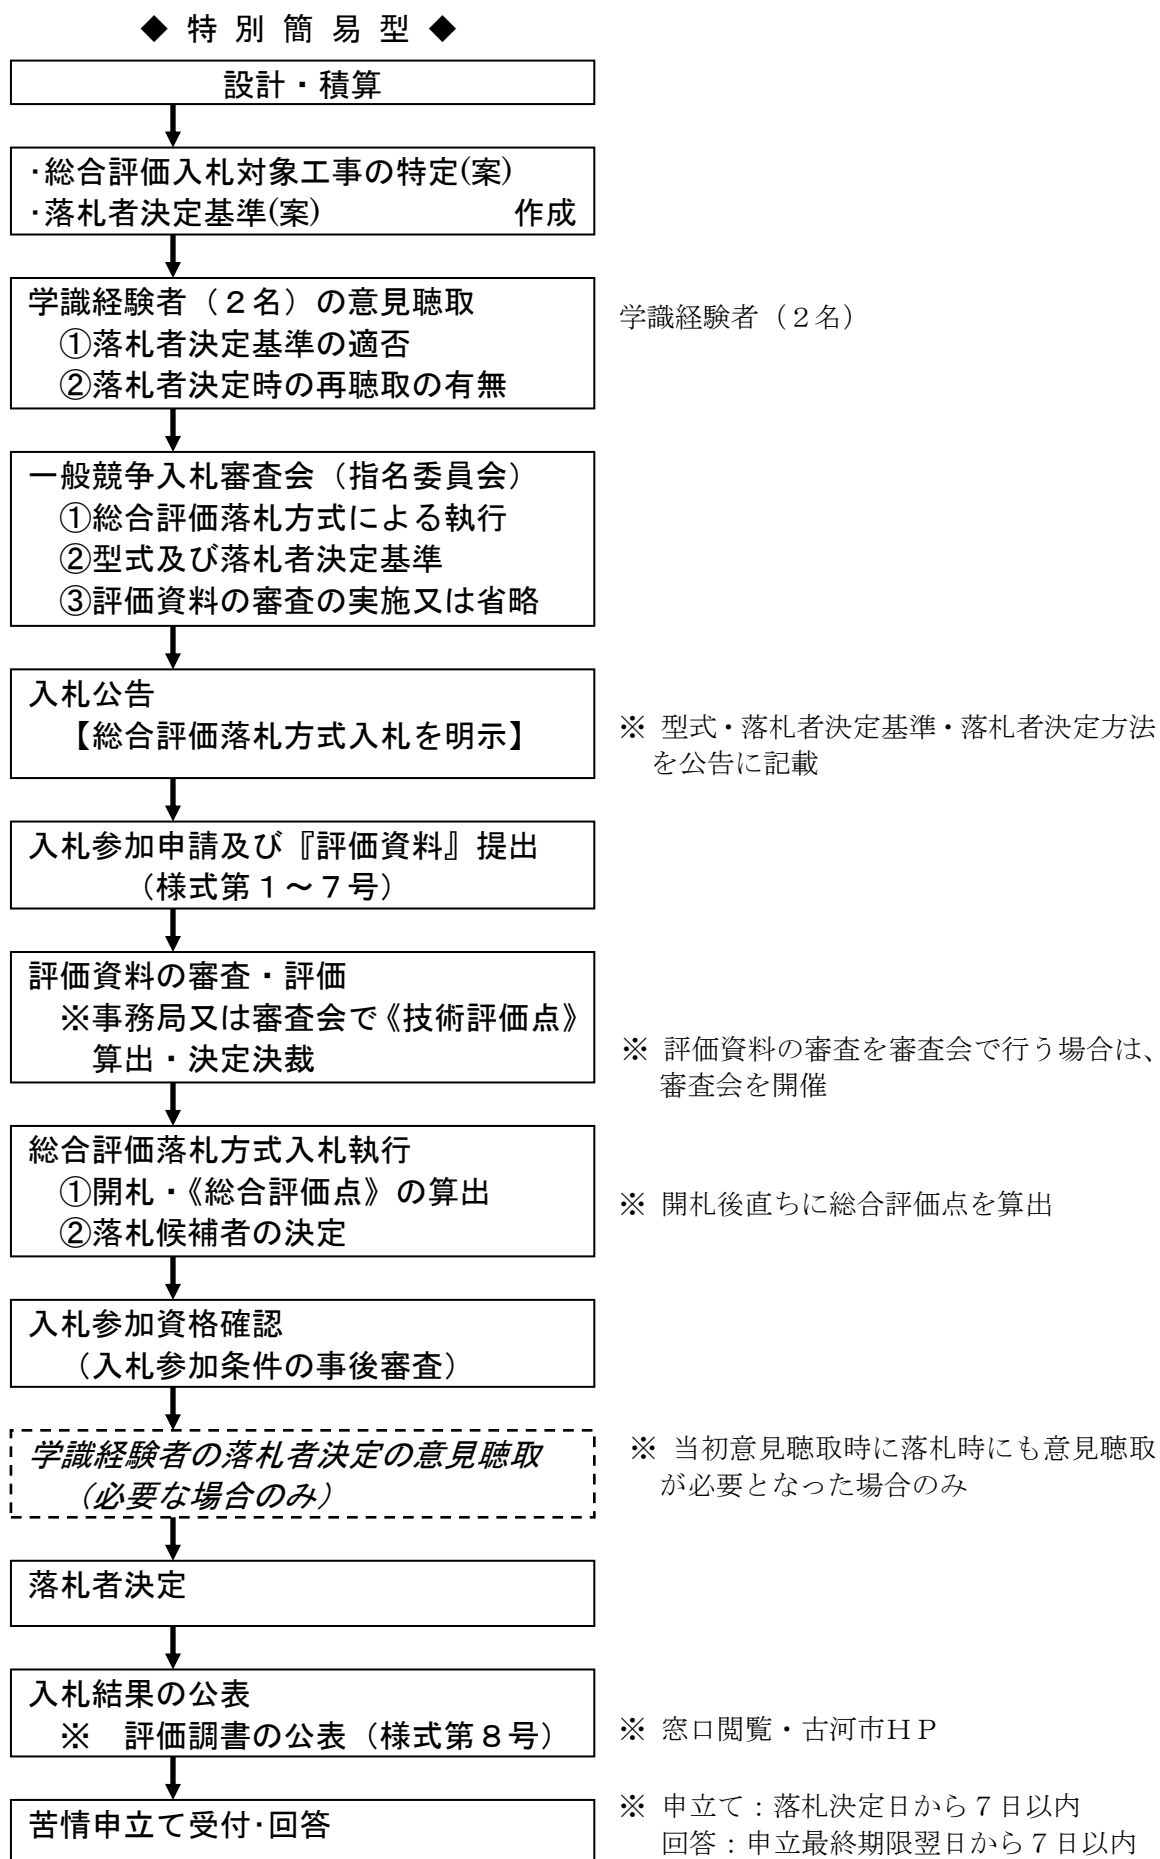 ◆ 特 別 簡 易 型 ◆
設計・積算
･総合評価入札対象工事の特定(案)
･落札者決定基準(案)　　　　　　作成
学識経験者（２名）の意見聴取
①落札者決定基準の適否
②落札者決定時の再聴取の有無
学識経験者（２名）
一般競争入札審査会（指名委員会）
①総合評価落札方式による執行
②型式及び落札者決定基準
③評価資料の審査の実施又は省略
入札公告
【総合評価落札方式入札を明示】
※ 型式・落札者決定基準・落札者決定方法
を公告に記載
入札参加申請及び『評価資料』提出
（様式第１～７号）
評価資料の審査・評価
※事務局又は審査会で《技術評価点》
算出・決定決裁
※ 評価資料の審査を審査会で行う場合は、
審査会を開催
総合評価落札方式入札執行
①開札・《総合評価点》の算出
②落札候補者の決定
※ 開札後直ちに総合評価点を算出
入札参加資格確認
（入札参加条件の事後審査）
学識経験者の落札者決定の意見聴取
（必要な場合のみ）
※ 当初意見聴取時に落札時にも意見聴取
が必要となった場合のみ
落札者決定
入札結果の公表
※　評価調書の公表（様式第８号）
※ 窓口閲覧・古河市ＨＰ
苦情申立て受付･回答
※ 申立て：落札決定日から７日以内
回答：申立最終期限翌日から７日以内